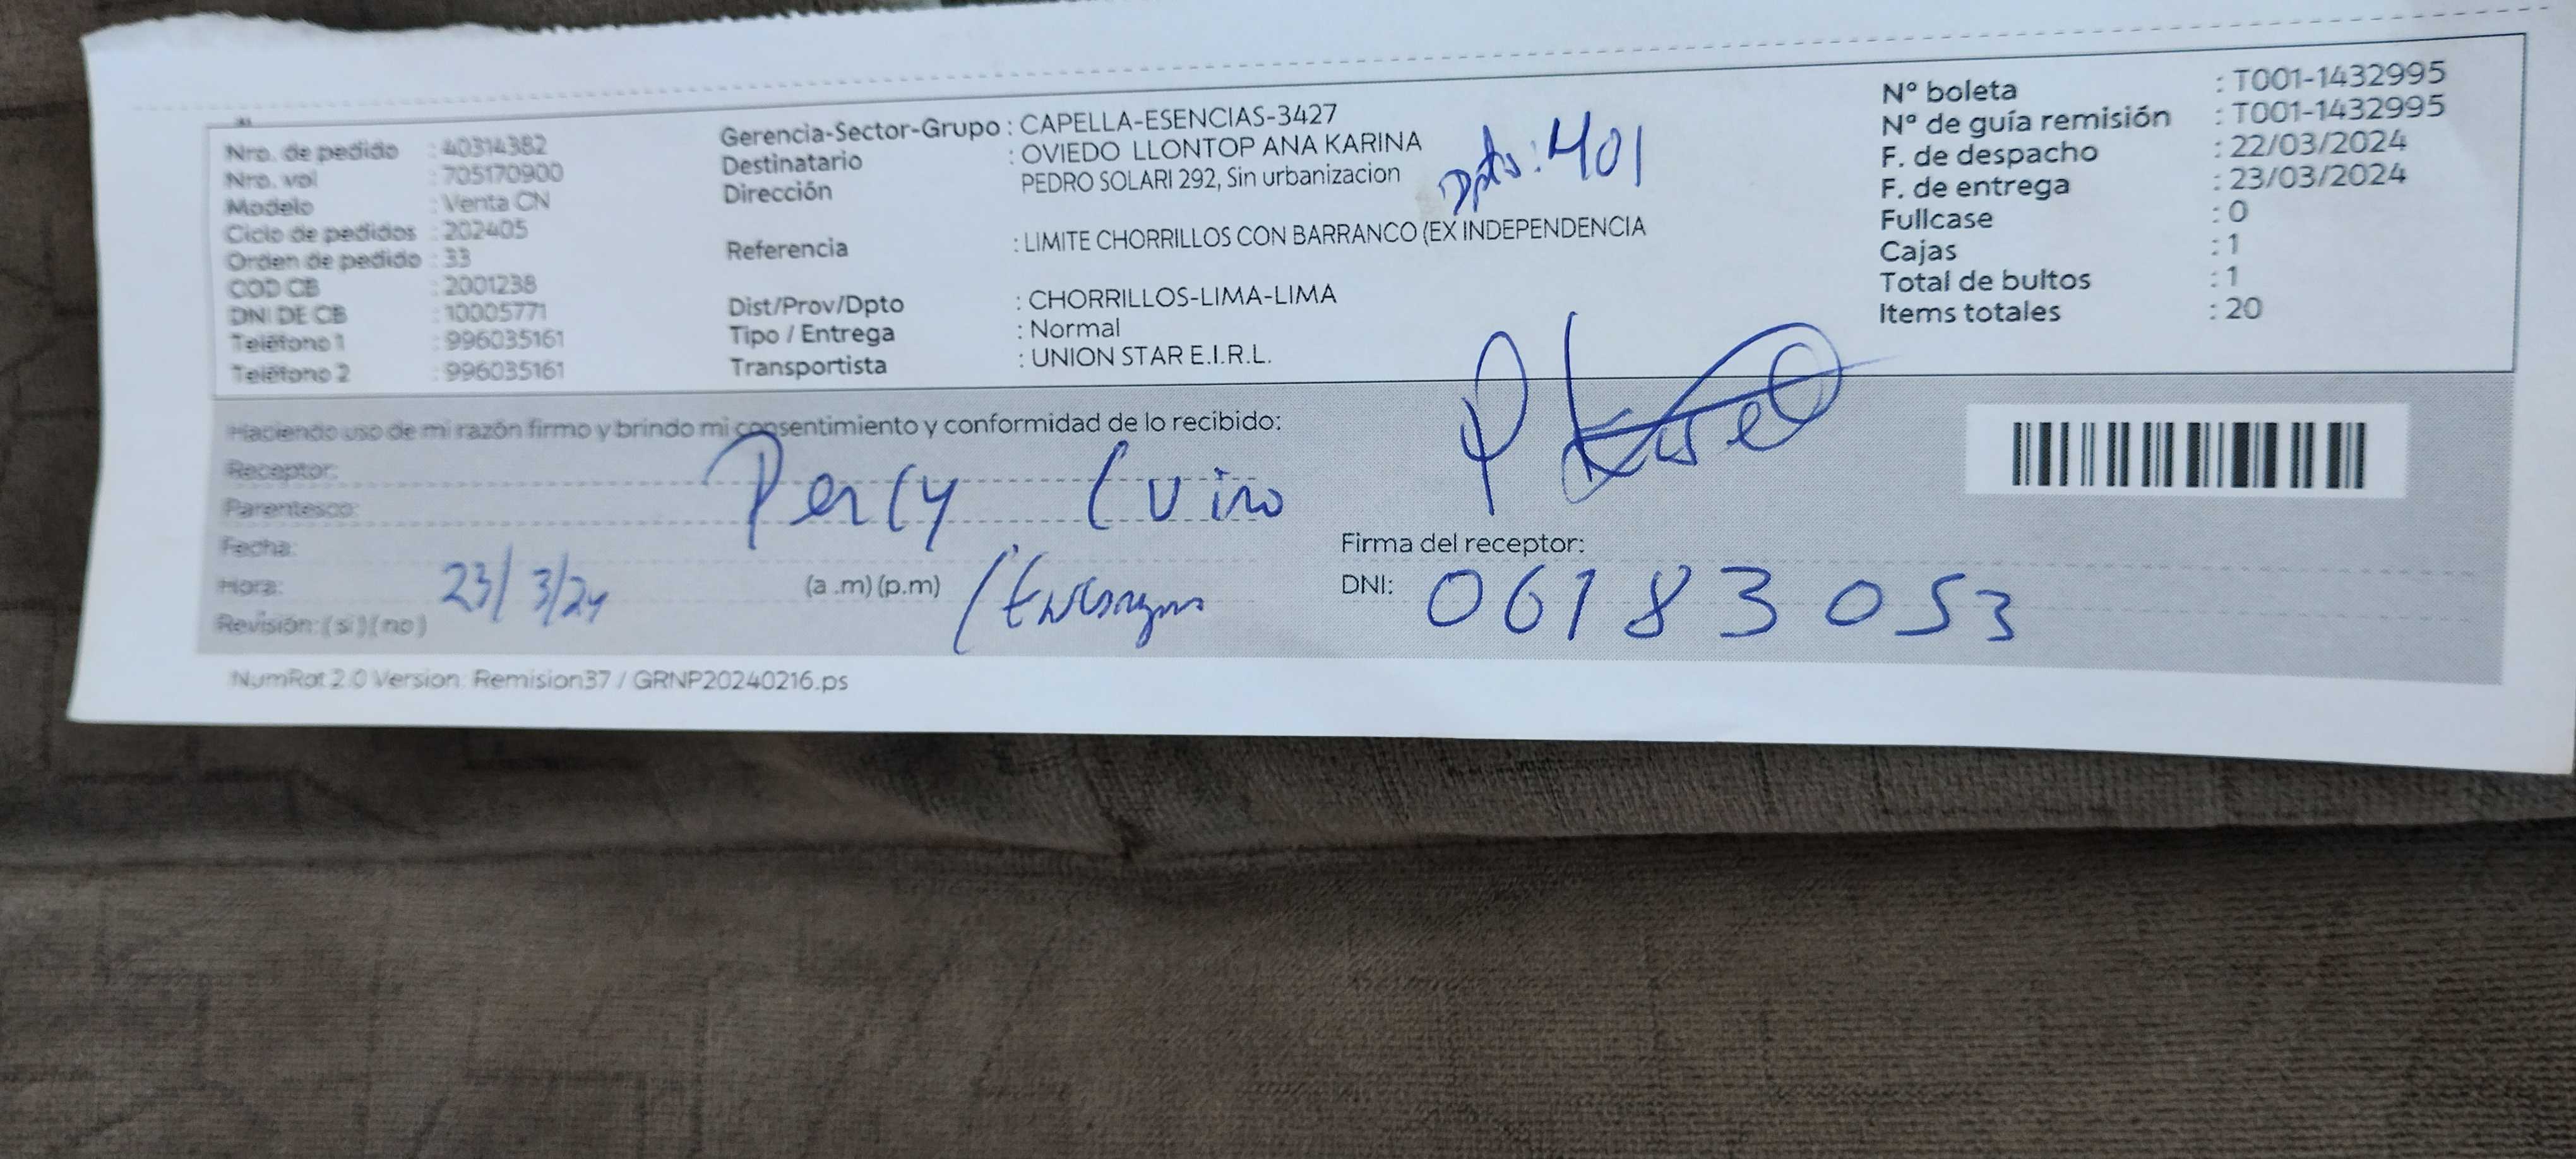 Nro. de pedido : 40314382
Nro. vol : 705170900
Modelo : Venta CN
Ciclo de pedidos : 202405
Orden de pedido : 33
COD CB : 2001238
DNI DE CB : 10005771
Teléfono 1 : 996035161
Teléfono 2 : 996035161
Gerencia-Sector-Grupo : CAPELLA-ESENCIAS-3427
Destinatario : OVIEDO LLONTOP ANA KARINA
Dirección PEDRO SOLARI 292, Sin urbanizacion
Dpto: 401
Referencia : LIMITE CHORRILLOS CON BARRANCO (EX INDEPENDENCIA
Dist/Prov/Dpto : CHORRILLOS-LIMA-LIMA
Tipo / Entrega : Normal
Transportista : UNION STAR E.I.R.L.
N° boleta : T001-1432995
N° de guía remisión : T001-1432995
F. de despacho : 22/03/2024
F. de entrega : 23/03/2024
Fullcase : 0
Cajas : 1
Total de bultos : 1
Items totales : 20
Haciendo uso de mi razón firmo y brindo mi consentimiento y conformidad de lo recibido:
Receptor:
Percy
Parentesco:
Fecha:
Hora: 23/3/24 (a .m) (p.m)
Revisión: ( si ) ( no )
Firma del receptor:
DNI: 06183053
NumRot 2.0 Version: Remision37 / GRNP20240216.ps